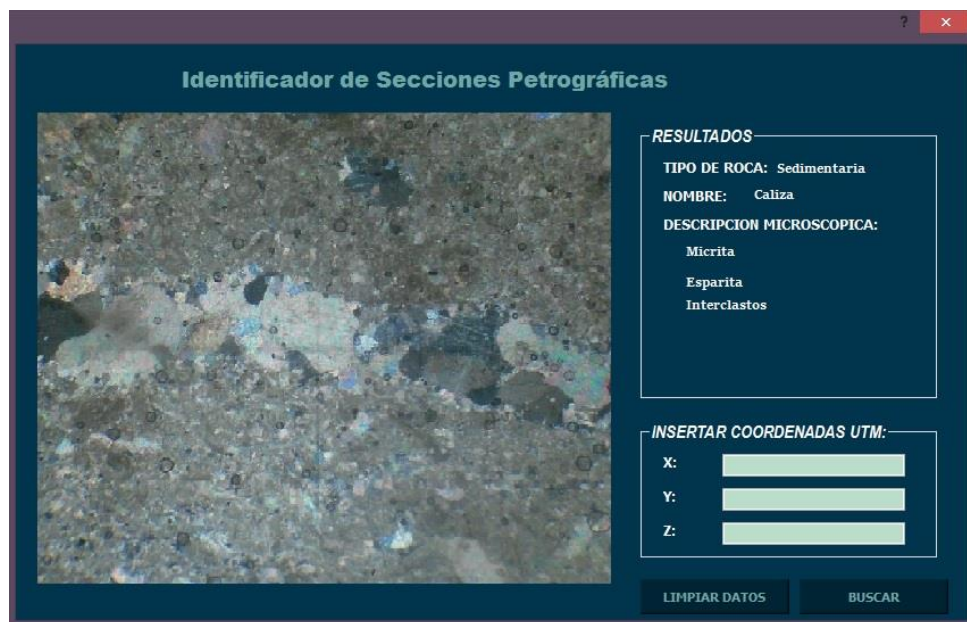 ?
×
Identificador de Secciones Petrográficas
RESULTADOS
TIPO DE ROCA: Sedimentaria
NOMBRE: Caliza
DESCRIPCION MICROSCOPICA:
Micrita
Esparita
Interclastos
INSERTAR COORDENADAS UTM:
X:
Y:
Z:
LIMPIAR DATOS BUSCAR